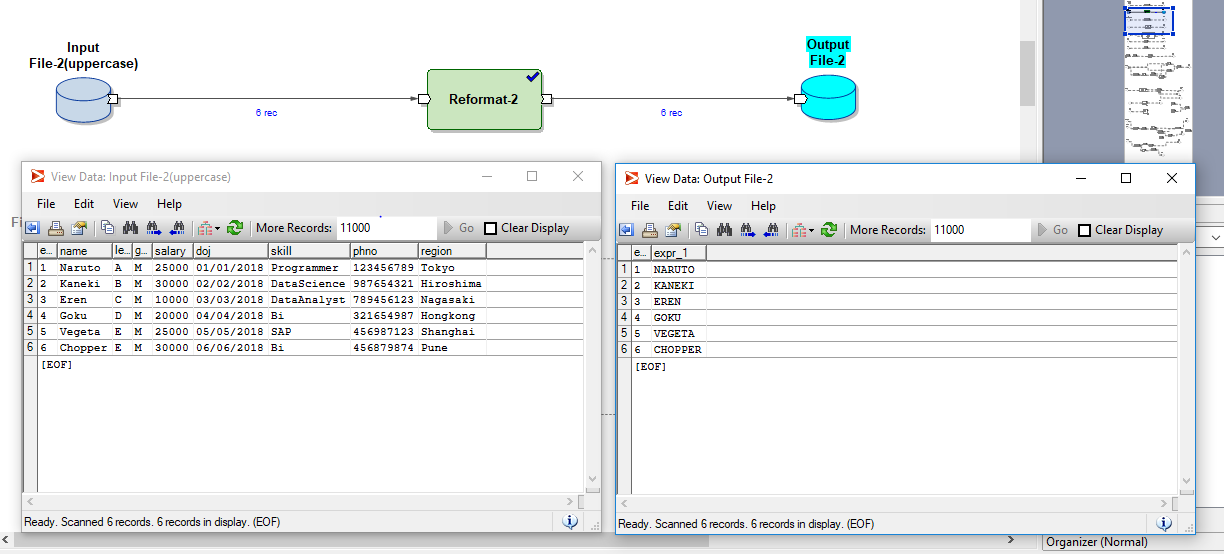 Input
File-2(uppercase)
6 rec
Reformat-2
6 rec
Output
File-2
View Data: Input File-2(uppercase)
File Edit View Help
More Records: 11000 Go Clear Display
e... name le... g... salary doj skill phno region
1 1 Naruto A M 25000 01/01/2018 Programmer 123456789 Tokyo
2 2 Kaneki B M 30000 02/02/2018 DataScience 987654321 Hiroshima
3 3 Eren C M 10000 03/03/2018 DataAnalyst 789456123 Nagasaki
4 4 Goku D M 20000 04/04/2018 Bi 321654987 Hongkong
5 5 Vegeta E M 25000 05/05/2018 SAP 456987123 Shanghai
6 6 Chopper E M 30000 06/06/2018 Bi 456879874 Pune
[EOF]
Ready. Scanned 6 records. 6 records in display. (EOF)
View Data: Output File-2
File Edit View Help
More Records: 11000 Go Clear Display
e... expr_1
1 1 NARUTO
2 2 KANEKI
3 3 EREN
4 4 GOKU
5 5 VEGETA
6 6 CHOPPER
[EOF]
Ready. Scanned 6 records. 6 records in display. (EOF)
Organizer (Normal)